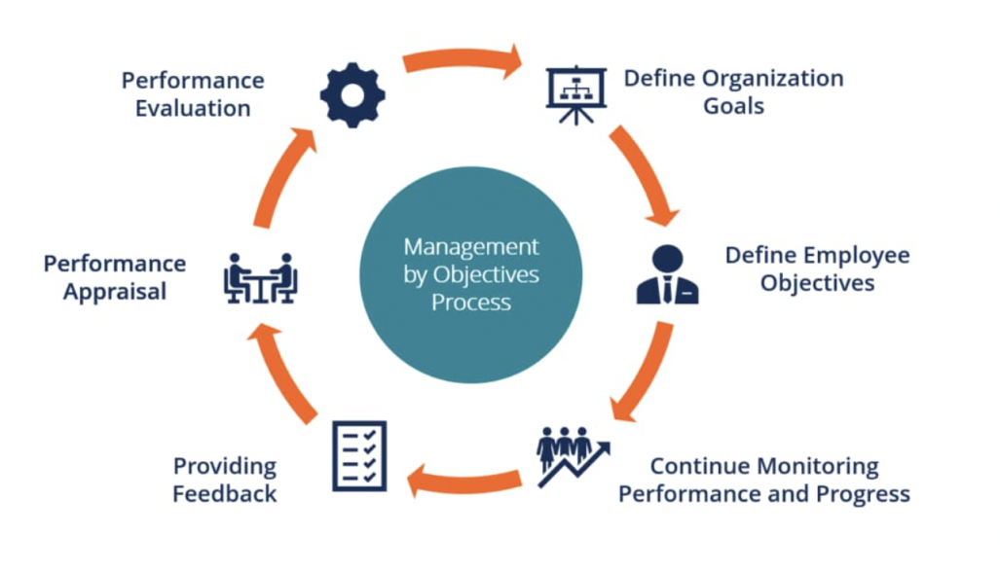 Management
by Objectives
Process
Define Organization
Goals
Define Employee
Objectives
Continue Monitoring
Performance and Progress
Providing
Feedback
Performance
Appraisal
Performance
Evaluation